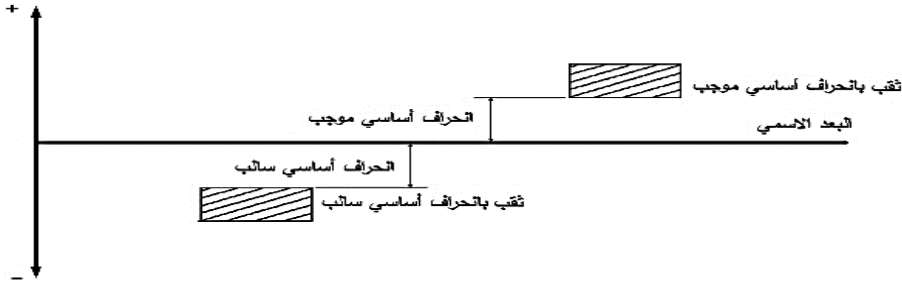 +
ثقب بانحراف أساسي موجب
انحراف أساسي موجب
البعد الاسمي
انحراف أساسي سالب
ثقب بانحراف أساسي سالب
−